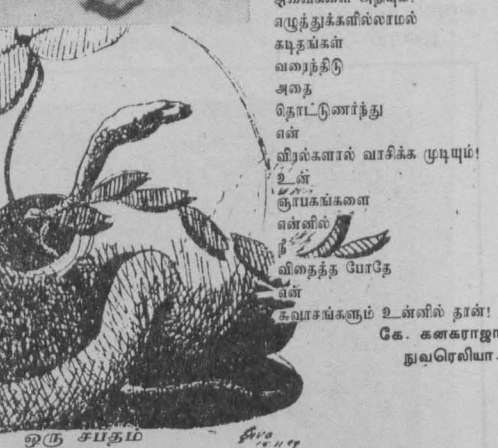 எழுத்துக்களில்லாமல்
கடிதங்கள்
வரைந்திடு
அதை
தொட்டுணர்ந்து
என்
விரல்களால் வாசிக்க முடியும்!
உன்
ஞாபகங்களை
என்னில்
நீ
விதைத்த போதே
என்
சுவாசங்களும் உன்னில் தான்!
கே. கனகராஜா
நுவரெலியா.
ஒரு சபதம்